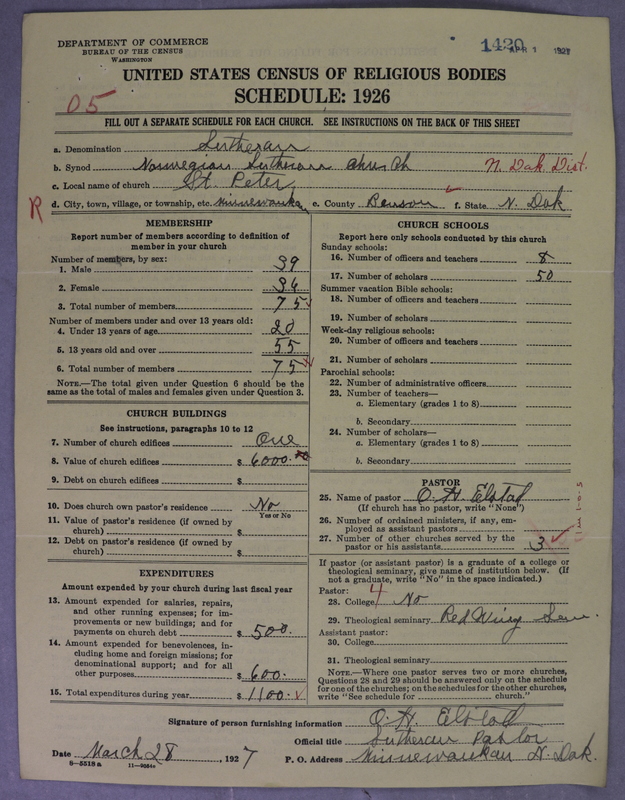 DEPARTMENT OF COMMERCE
BUREAU OF THE CENSUS
WASHINGTON
1420 APR 1 1927
UNITED STATES CENSUS OF RELIGIOUS BODIES
SCHEDULE: 1926
05
FILL OUT A SEPARATE SCHEDULE FOR EACH CHURCH. SEE INSTRUCTIONS ON THE BACK OF THIS SHEET
a. Denomination Lutheran
b. Synod Norwegian Lutheran Church N. Dak Dist.
c. Local name of church St. Peter
R d. City, town, village, or township, etc. Minnewaukan e. County Benson f. State N. Dak
MEMBERSHIP
Report number of members according to definition of
member in your church
Number of members, by sex:
1. Male 39
2. Female 36
3. Total number of members 75
Number of members under and over 13 years old:
4. Under 13 years of age 20
5. 13 years old and over 55
6. Total number of members 75
NOTE.—The total given under Question 6 should be the
same as the total of males and females given under Question 3.
CHURCH BUILDINGS
See instructions, paragraphs 10 to 12
7. Number of church edifices One
8. Value of church edifices $ 6000.00
9. Debt on church edifices $
10. Does church own pastor's residence No
Yes or No
11. Value of pastor's residence (if owned by
church) $
12. Debt on pastor's residence (if owned by
church) $
EXPENDITURES
Amount expended by your church during last fiscal year
13. Amount expended for salaries, repairs,
and other running expenses; for im-
provements or new buildings; and for
payments on church debt $ 500.
14. Amount expended for benevolences, in-
cluding home and foreign missions; for
denominational support; and for all
other purposes $ 600.
15. Total expenditures during year $ 1100.
CHURCH SCHOOLS
Report here only schools conducted by this church
Sunday schools:
16. Number of officers and teachers 8
17. Number of scholars 50
Summer vacation Bible schools:
18. Number of officers and teachers
19. Number of scholars
Week-day religious schools:
20. Number of officers and teachers
21. Number of scholars
Parochial schools:
22. Number of administrative officers
23. Number of teachers—
a. Elementary (grades 1 to 8)
b. Secondary
24. Number of scholars—
a. Elementary (grades 1 to 8)
b. Secondary
PASTOR
25. Name of pastor O. H. Elstad
(If church has no pastor, write "None")
26. Number of ordained ministers, if any, em-
ployed as assistant pastors
27. Number of other churches served by the
pastor or his assistants 3
If pastor (or assistant pastor) is a graduate of a college or
theological seminary, give name of institution below. (If
not a graduate, write "No" in the space indicated.)
Pastor:
28. College 4 No
29. Theological seminary Red Wing Sem.
Assistant pastor:
30. College
31. Theological seminary
NOTE.—Where one pastor serves two or more churches,
Questions 28 and 29 should be answered only on the schedule
for one of the churches; on the schedules for the other churches,
write "See schedule for church."
Signature of person furnishing information O. H. Elstad
Official title Lutheran Pastor
Date March 28, 1927 P. O. Address Minnewaukan N. Dak.
8-5518a 11-9054